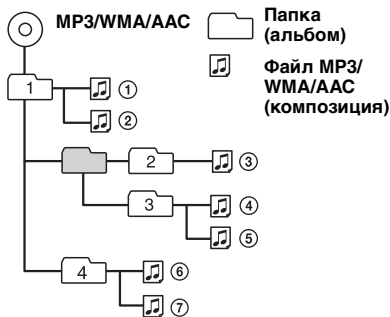 MP3/WMA/AAC
Папка
(альбом)
Файл MP3/
WMA/AAC
(композиция)
1
①
②
2
③
3
④
⑤
4
⑥
⑦